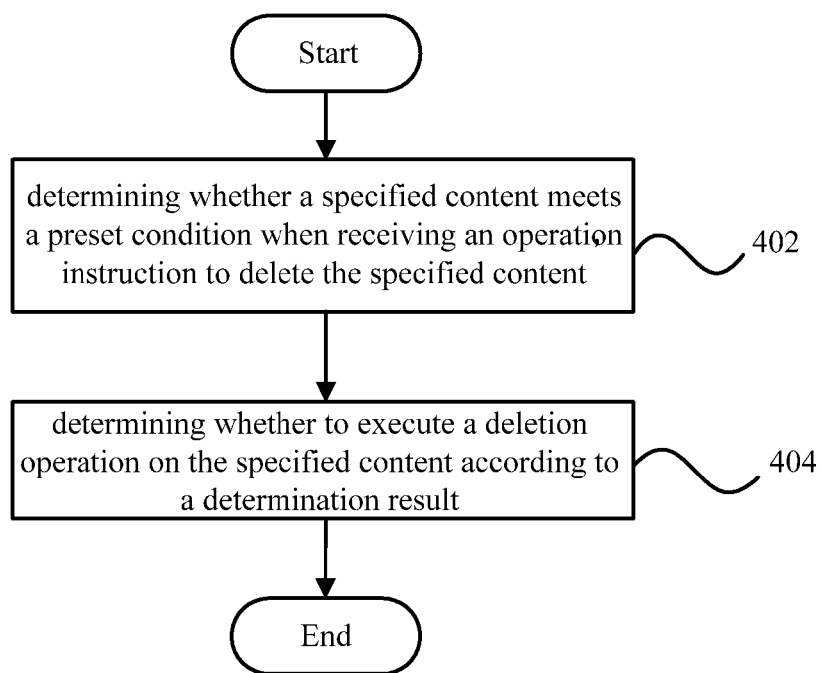 Start
determining whether a specified content meets
a preset condition when receiving an operation
instruction to delete the specified content
402
determining whether to execute a deletion
operation on the specified content according to
a determination result
404
End